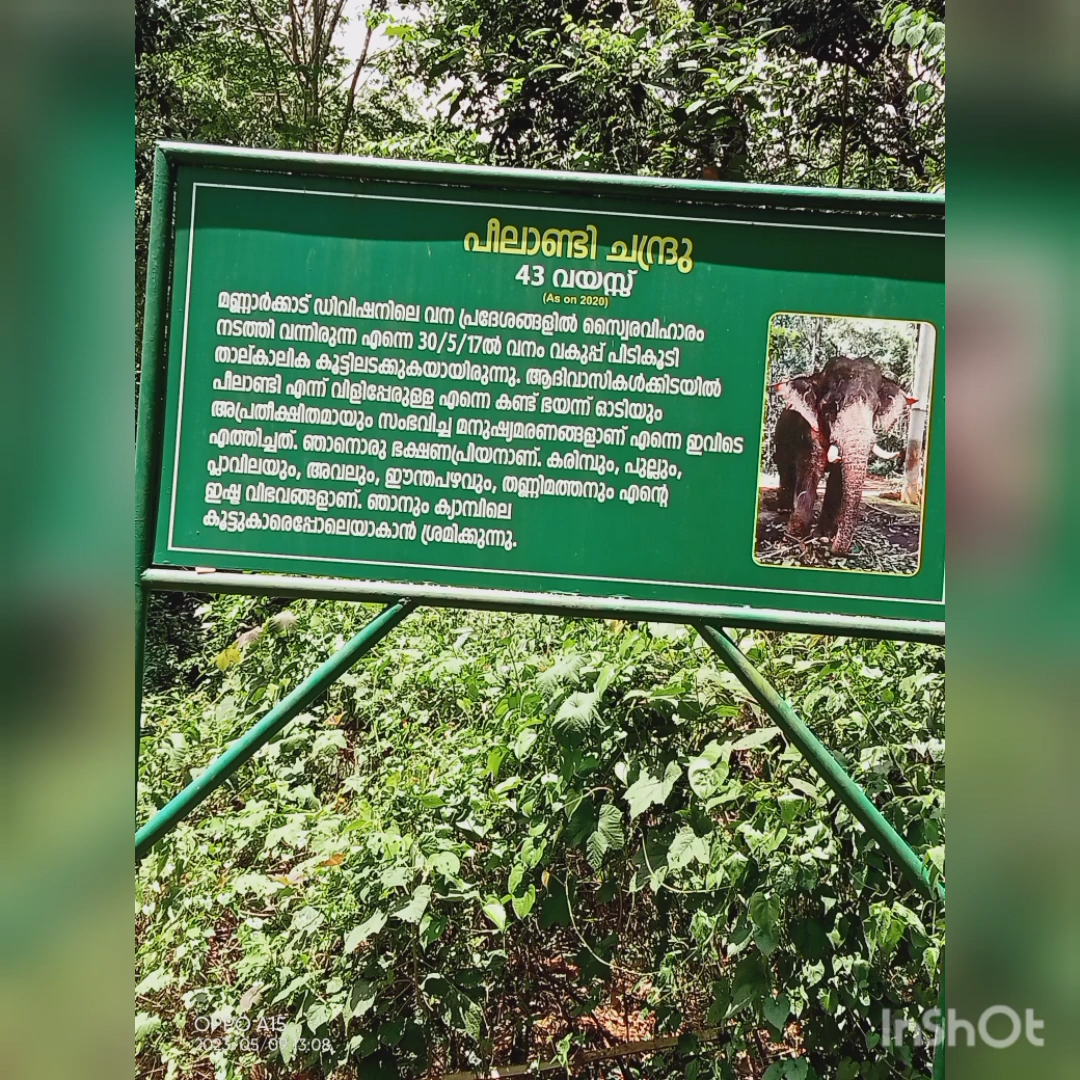 പീലാണ്ടി ചന്ദ്രു
43 വയസ്സ്
(As on 2020)
മണ്ണാർക്കാട് ഡിവിഷനിലെ വന പ്രദേശങ്ങളിൽ സ്വൈരവിഹാരം
നടത്തി വന്നിരുന്ന എന്നെ 30/5/17ൽ വനം വകുപ്പ് പിടികൂടി
താല്കാലിക കൂട്ടിലടക്കുകയായിരുന്നു. ആദിവാസികൾക്കിടയിൽ
പീലാണ്ടി എന്ന് വിളിപ്പേരുള്ള എന്നെ കണ്ട് ഭയന്ന് ഓടിയും
അപ്രതീക്ഷിതമായും സംഭവിച്ച മനുഷ്യമരണങ്ങളാണ് എന്നെ ഇവിടെ
എത്തിച്ചത്. ഞാനൊരു ഭക്ഷണപ്രിയനാണ്. കരിമ്പും, പുല്ലും,
പ്ലാവിലയും, അവലും, ഈന്തപഴവും, തണ്ണിമത്തനും എന്റെ
ഇഷ്ട വിഭവങ്ങളാണ്. ഞാനും ക്യാമ്പിലെ
കൂട്ടുകാരെപ്പോലെയാകാൻ ശ്രമിക്കുന്നു.
OPPO A15
InShOt